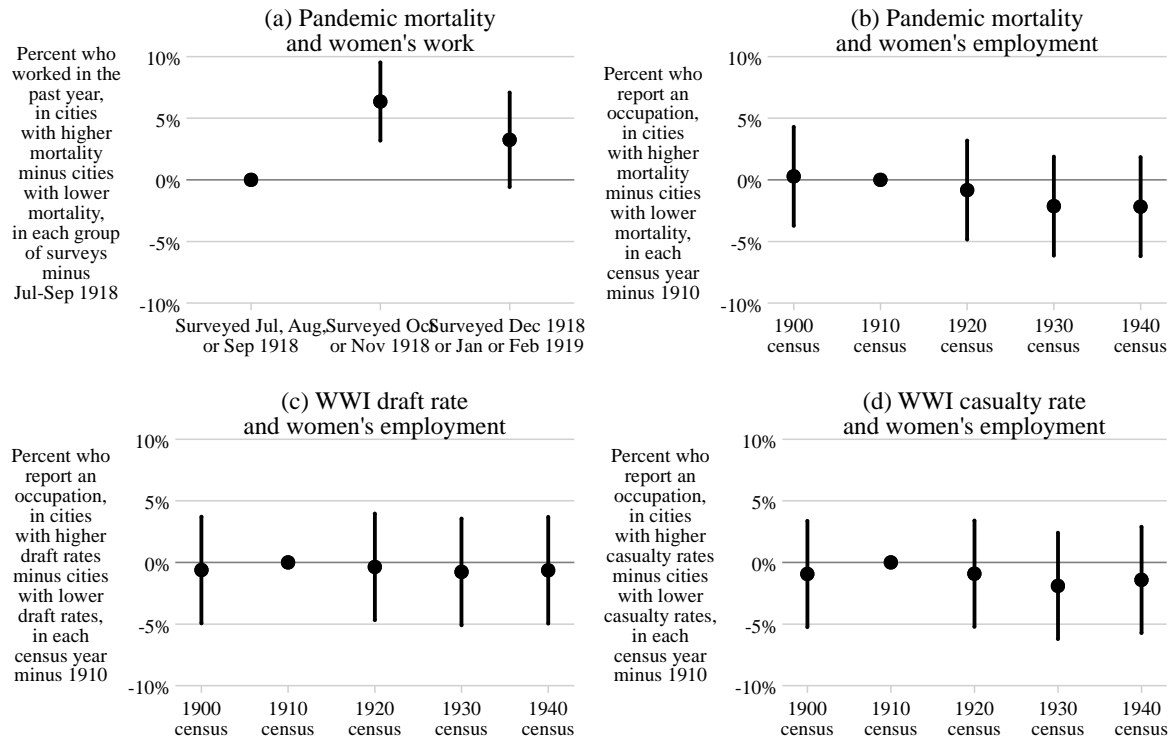 (a) Pandemic mortality
and women's work
Percent who
worked in the
past year,
in cities
with higher
mortality
minus cities
with lower
mortality,
in each group
of surveys
minus
Jul-Sep 1918
10%
5%
0%
-5%
-10%
Surveyed Jul, Aug,
or Sep 1918
Surveyed Oct
or Nov 1918
Surveyed Dec 1918
or Jan or Feb 1919
(b) Pandemic mortality
and women's employment
Percent who
report an
occupation,
in cities
with higher
mortality
minus cities
with lower
mortality,
in each
census year
minus 1910
10%
5%
0%
-5%
-10%
1900
census
1910
census
1920
census
1930
census
1940
census
(c) WWI draft rate
and women's employment
Percent who
report an
occupation,
in cities
with higher
draft rates
minus cities
with lower
draft rates,
in each
census year
minus 1910
10%
5%
0%
-5%
-10%
1900
census
1910
census
1920
census
1930
census
1940
census
(d) WWI casualty rate
and women's employment
Percent who
report an
occupation,
in cities
with higher
casualty rates
minus cities
with lower
casualty rates,
in each
census year
minus 1910
10%
5%
0%
-5%
-10%
1900
census
1910
census
1920
census
1930
census
1940
census